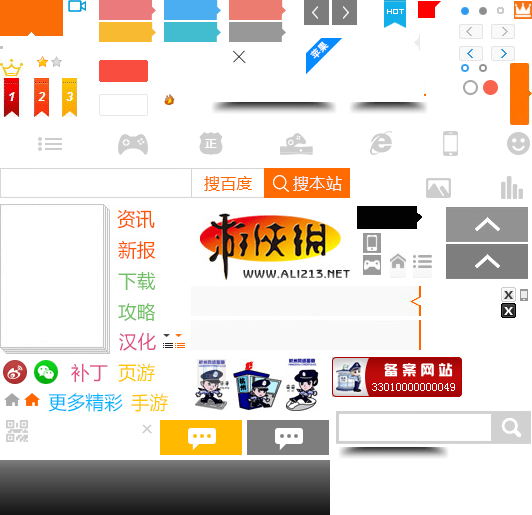 HOT
苹果
1
2
3
正
搜百度
搜本站
资讯
游侠网
WWW.ALI213.NET
新报
下载
攻略
汉化
补丁
页游
备案网站
33010000000049
更多精彩
手游